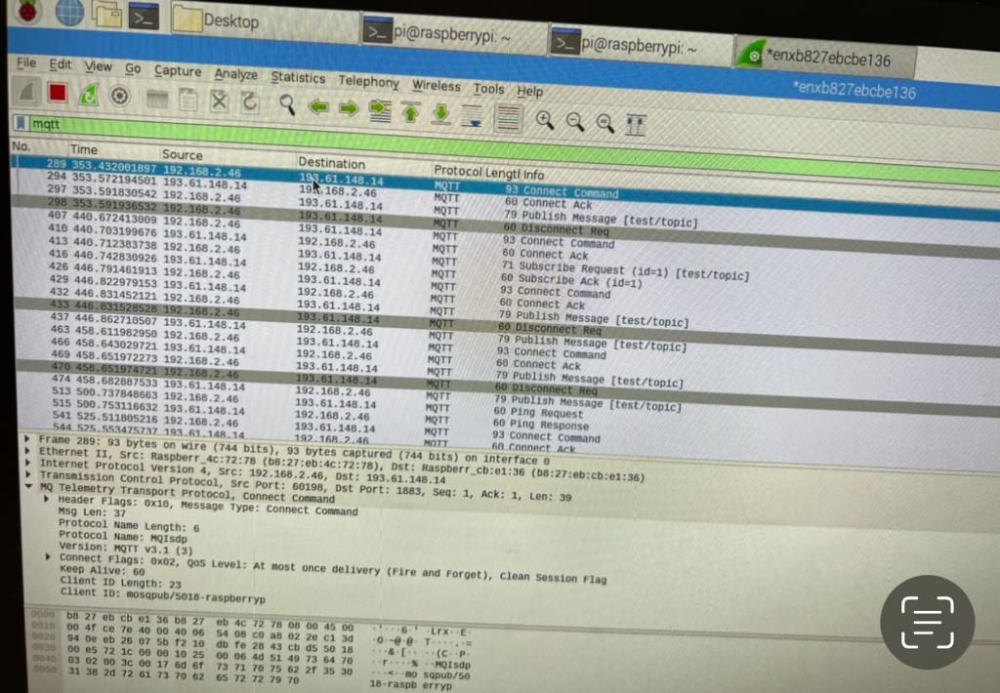 Desktop
pi@raspberrypi: ~
pi@raspberrypi: ~
*enxb827ebcbe136
*enxb827ebcbe136
File Edit View Go Capture Analyze Statistics Telephony Wireless Tools Help
mqtt
No. Time Source Destination Protocol Lengtl Info
289 353.432001897 192.168.2.46 193.61.148.14 MQTT 93 Connect Command
294 353.572194501 193.61.148.14 192.168.2.46 MQTT 60 Connect Ack
297 353.591830542 192.168.2.46 193.61.148.14 MQTT 79 Publish Message [test/topic]
298 353.591936532 192.168.2.46 193.61.148.14 MQTT 60 Disconnect Req
407 440.672413009 192.168.2.46 193.61.148.14 MQTT 93 Connect Command
410 440.703199676 193.61.148.14 192.168.2.46 MQTT 60 Connect Ack
413 440.712383738 192.168.2.46 193.61.148.14 MQTT 71 Subscribe Request (id=1) [test/topic]
416 440.742830926 193.61.148.14 192.168.2.46 MQTT 60 Subscribe Ack (id=1)
426 446.791461913 192.168.2.46 193.61.148.14 MQTT 93 Connect Command
429 446.822979153 193.61.148.14 192.168.2.46 MQTT 60 Connect Ack
432 446.831452121 192.168.2.46 193.61.148.14 MQTT 79 Publish Message [test/topic]
433 446.831528528 192.168.2.46 193.61.148.14 MQTT 60 Disconnect Req
437 446.862710507 193.61.148.14 192.168.2.46 MQTT 79 Publish Message [test/topic]
463 458.611982950 192.168.2.46 193.61.148.14 MQTT 93 Connect Command
466 458.643029721 193.61.148.14 192.168.2.46 MQTT 60 Connect Ack
469 458.651972273 192.168.2.46 193.61.148.14 MQTT 79 Publish Message [test/topic]
470 458.651974721 192.168.2.46 193.61.148.14 MQTT 60 Disconnect Req
474 458.682887533 193.61.148.14 192.168.2.46 MQTT 79 Publish Message [test/topic]
513 500.737848663 192.168.2.46 193.61.148.14 MQTT 60 Ping Request
515 500.753116632 193.61.148.14 192.168.2.46 MQTT 60 Ping Response
541 525.511805216 192.168.2.46 193.61.148.14 MQTT 93 Connect Command
544 525.553475737 193.61.148.14 192.168.2.46 MQTT 60 Connect Ack
Frame 289: 93 bytes on wire (744 bits), 93 bytes captured (744 bits) on interface 0
Ethernet II, Src: Raspberr_4c:72:78 (b8:27:eb:4c:72:78), Dst: Raspberr_cb:e1:36 (b8:27:eb:cb:e1:36)
Internet Protocol Version 4, Src: 192.168.2.46, Dst: 193.61.148.14
Transmission Control Protocol, Src Port: 60198, Dst Port: 1883, Seq: 1, Ack: 1, Len: 39
MQ Telemetry Transport Protocol, Connect Command
Header Flags: 0x10, Message Type: Connect Command
Msg Len: 37
Protocol Name Length: 6
Protocol Name: MQIsdp
Version: MQTT v3.1 (3)
Connect Flags: 0x02, QoS Level: At most once delivery (Fire and Forget), Clean Session Flag
Keep Alive: 60
Client ID Length: 23
Client ID: mosqpub/5018-raspberryp
0000 b8 27 eb cb e1 36 b8 27 eb 4c 72 78 08 00 45 00
0010 00 4f ce 7e 40 00 40 06 54 08 c0 a8 02 2e c1 3d
0020 94 0e eb 26 07 5b f2 10 db fe 28 43 cb d5 50 18
0030 00 e5 72 1c 00 00 10 25 00 06 4d 51 49 73 64 70
0040 03 02 00 3c 00 17 6d 6f 73 71 70 75 62 2f 35 30
0050 31 38 2d 72 61 73 70 62 65 72 72 79 70